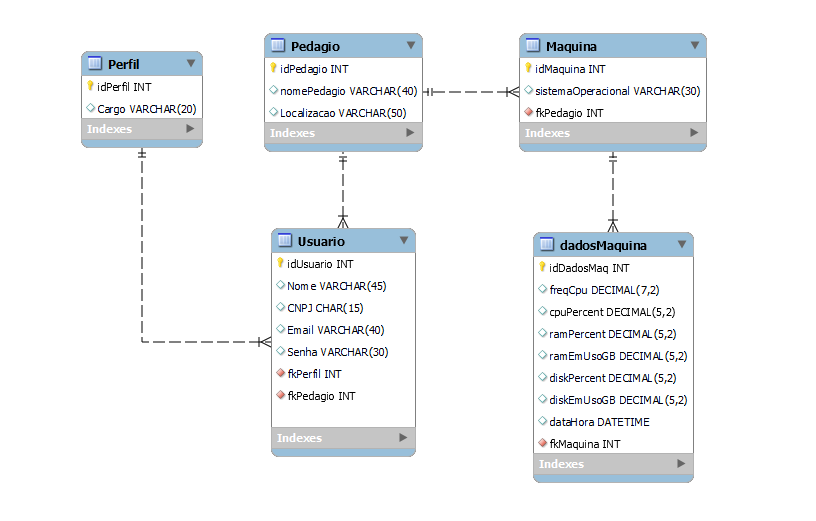 Perfil
idPerfil INT
Cargo VARCHAR(20)
Indexes
Pedagio
idPedagio INT
nomePedagio VARCHAR(40)
Localizacao VARCHAR(50)
Indexes
Maquina
idMaquina INT
sistemaOperacional VARCHAR(30)
fkPedagio INT
Indexes
Usuario
idUsuario INT
Nome VARCHAR(45)
CNPJ CHAR(15)
Email VARCHAR(40)
Senha VARCHAR(30)
fkPerfil INT
fkPedagio INT
Indexes
dadosMaquina
idDadosMaq INT
freqCpu DECIMAL(7,2)
cpuPercent DECIMAL(5,2)
ramPercent DECIMAL(5,2)
ramEmUsoGB DECIMAL(5,2)
diskPercent DECIMAL(5,2)
diskEmUsoGB DECIMAL(5,2)
dataHora DATETIME
fkMaquina INT
Indexes